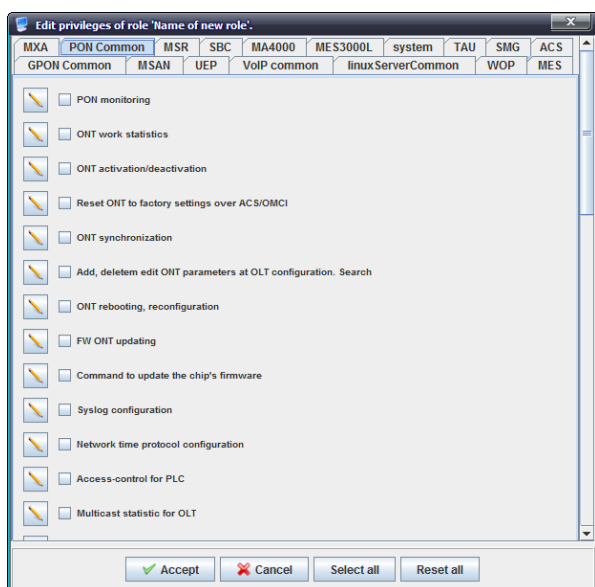 Edit privileges of role 'Name of new role'.
MXA PON Common MSR SBC MA4000 MES3000L system TAU SMG ACS
GPON Common MSAN UEP VoIP common linuxServerCommon WOP MES
PON monitoring
ONT work statistics
ONT activation/deactivation
Reset ONT to factory settings over ACS/OMCI
ONT synchronization
Add, deletem edit ONT parameters at OLT configuration. Search
ONT rebooting, reconfiguration
FW ONT updating
Command to update the chip's firmware
Syslog configuration
Network time protocol configuration
Access-control for PLC
Multicast statistic for OLT
Accept Cancel Select all Reset all